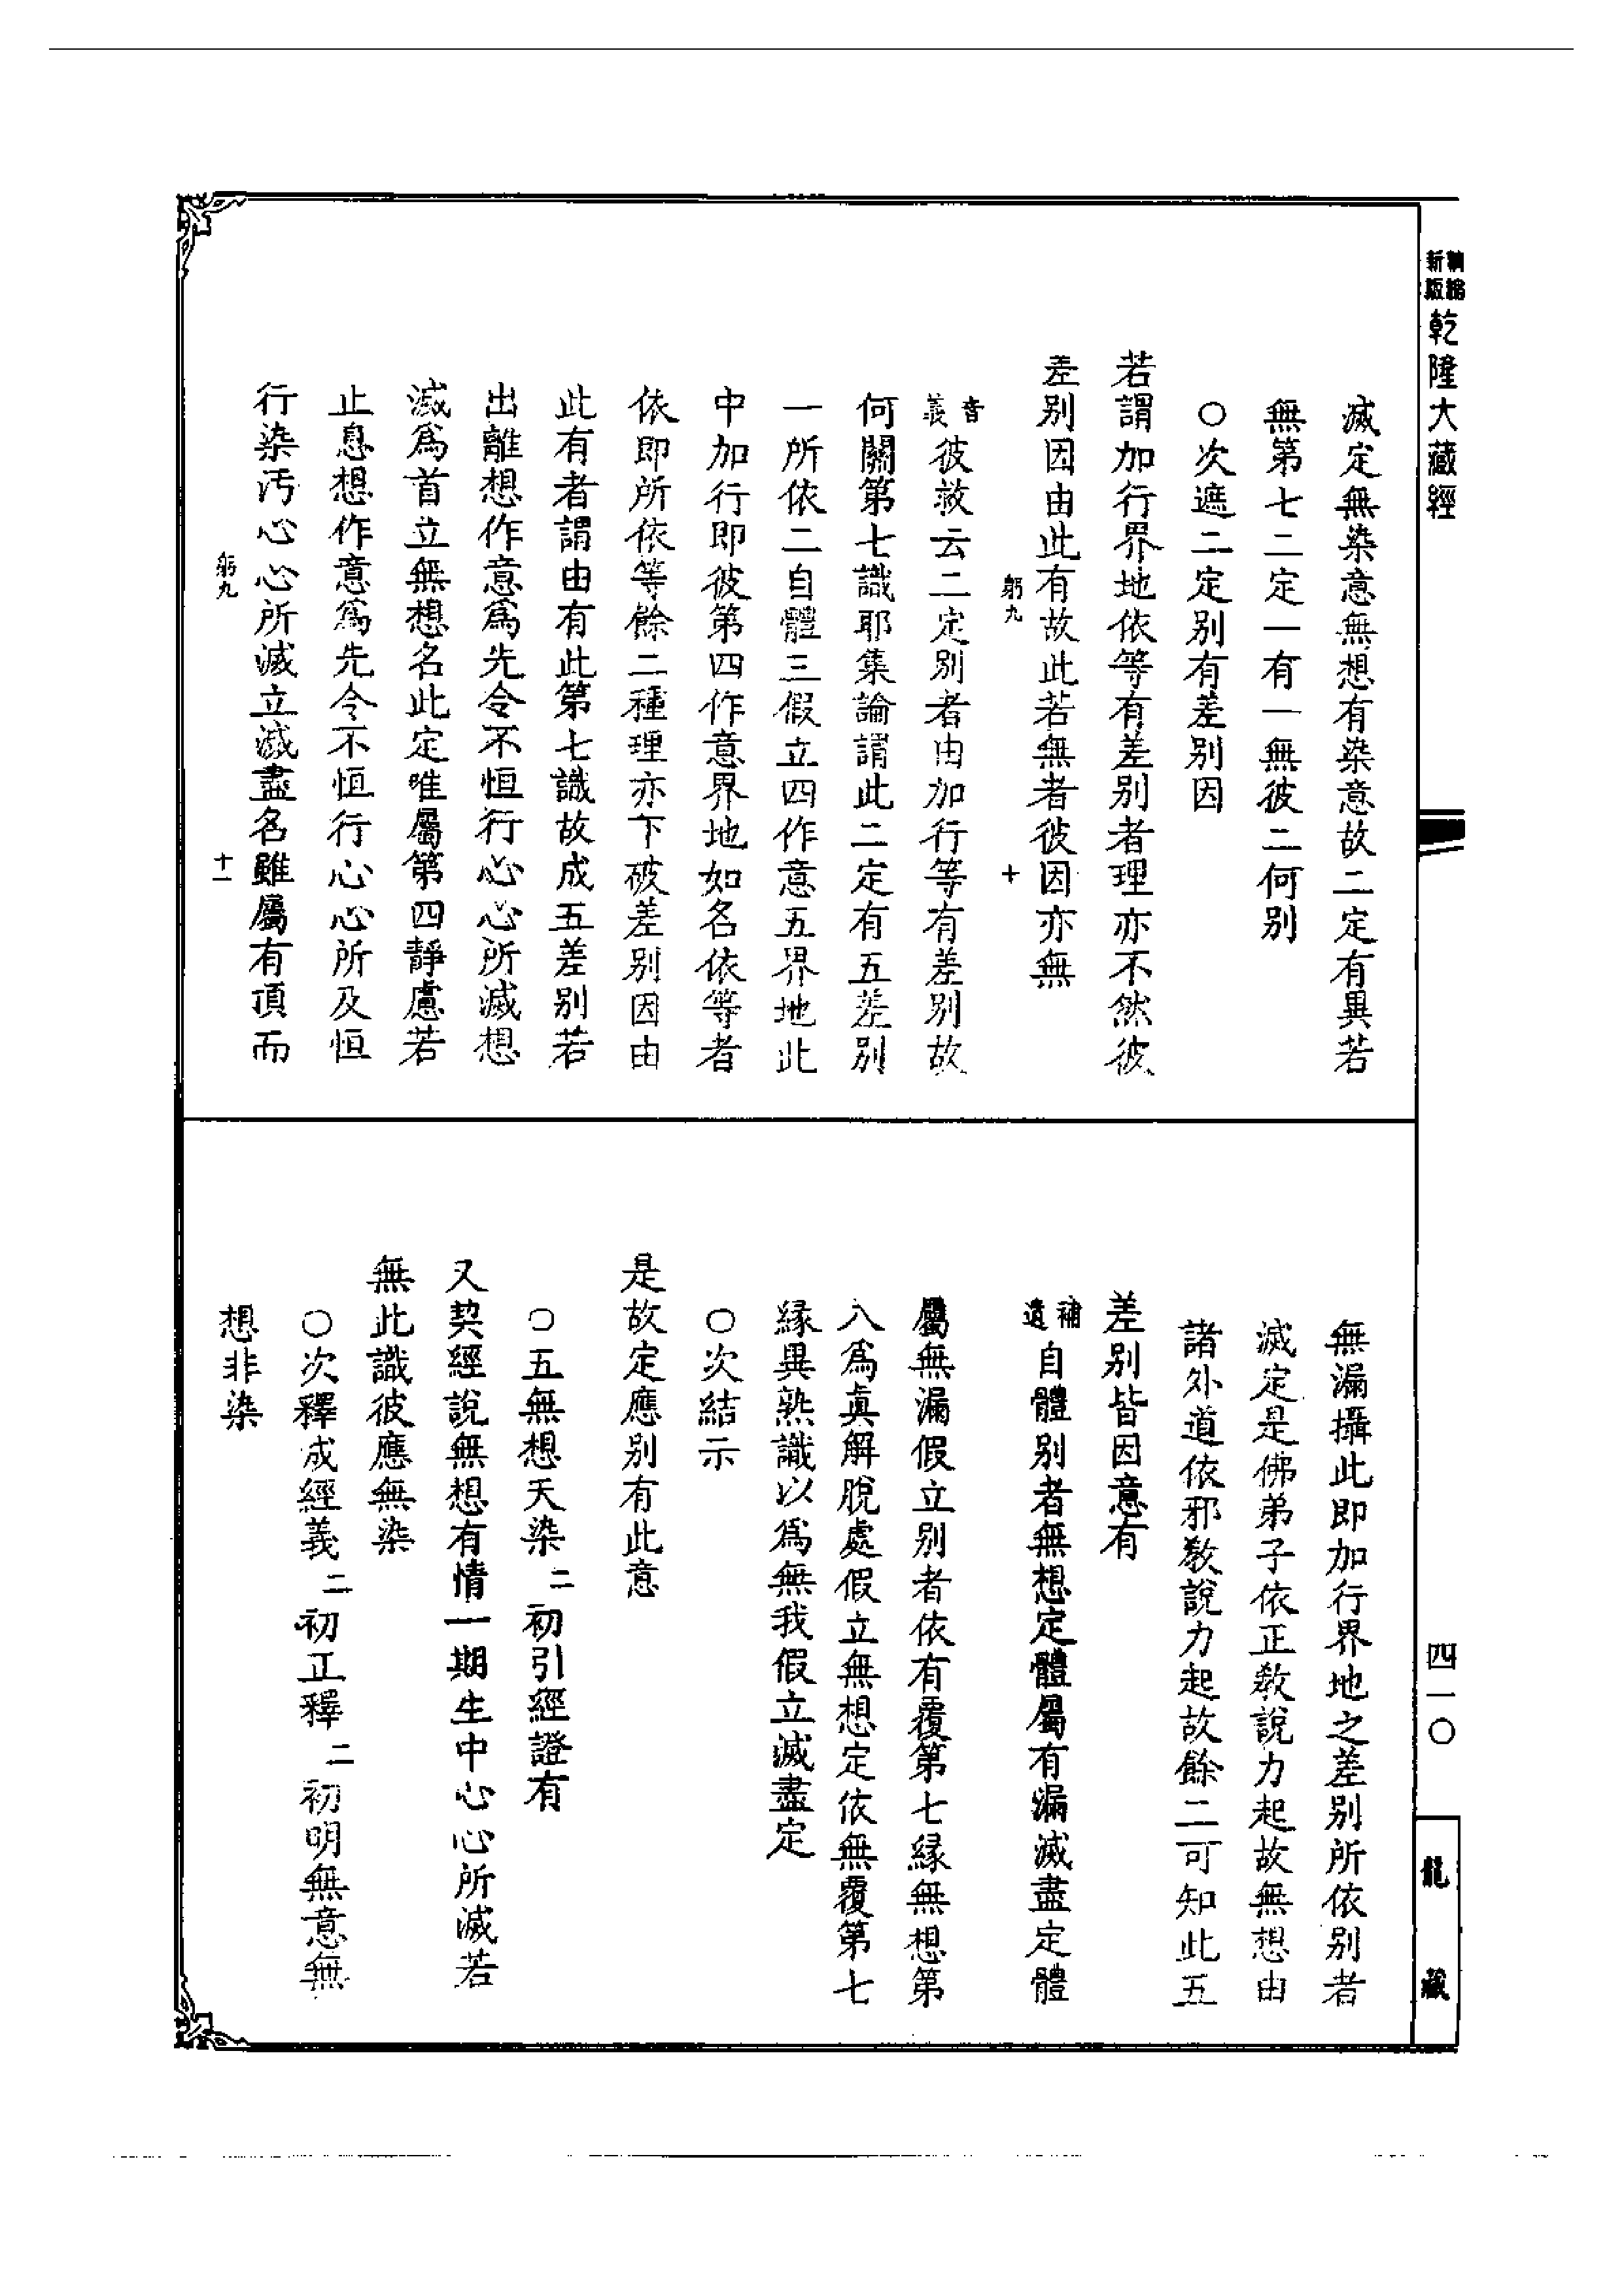 精縮
新版
乾隆大藏經
四一〇
龍藏
滅定無染意無想有染意故二定有異若
無第七二定一有一無彼二何別
○次遮二定別有差別因
若謂加行界地依等有差別者理亦不然彼
差別因由此有故此若無者彼因亦無
躬九
十
音義 彼救云二定別者由加行等有差別故
何關第七識耶集論謂此二定有五差別
一所依二自體三假立四作意五界地此
中加行即彼第四作意界地如名依等者
依即所依等餘二種理亦下破差別因由
此有者謂由有此第七識故成五差別若
出離想作意爲先令不恒行心心所滅想
滅爲首立無想名此定唯屬第四靜慮若
止息想作意爲先令不恒行心心所及恒
行染污心心所滅立滅盡名雖屬有頂而
躬九
十一
無漏攝此即加行界地之差別所依別者
滅定是佛弟子依正教說力起故無想由
諸外道依邪教說力起故餘二可知此五
差別皆因意有
補遺 自體別者無想定體屬有漏滅盡定體
屬無漏假立別者依有覆第七緣無想第
八爲眞解脫處假立無想定依無覆第七
緣異熟識以爲無我假立滅盡定
○次結示
是故定應別有此意
○五無想天染二初引經證有
又契經說無想有情一期生中心心所滅若
無此識彼應無染
○次釋成經義二初正釋二初明無意無
想非染